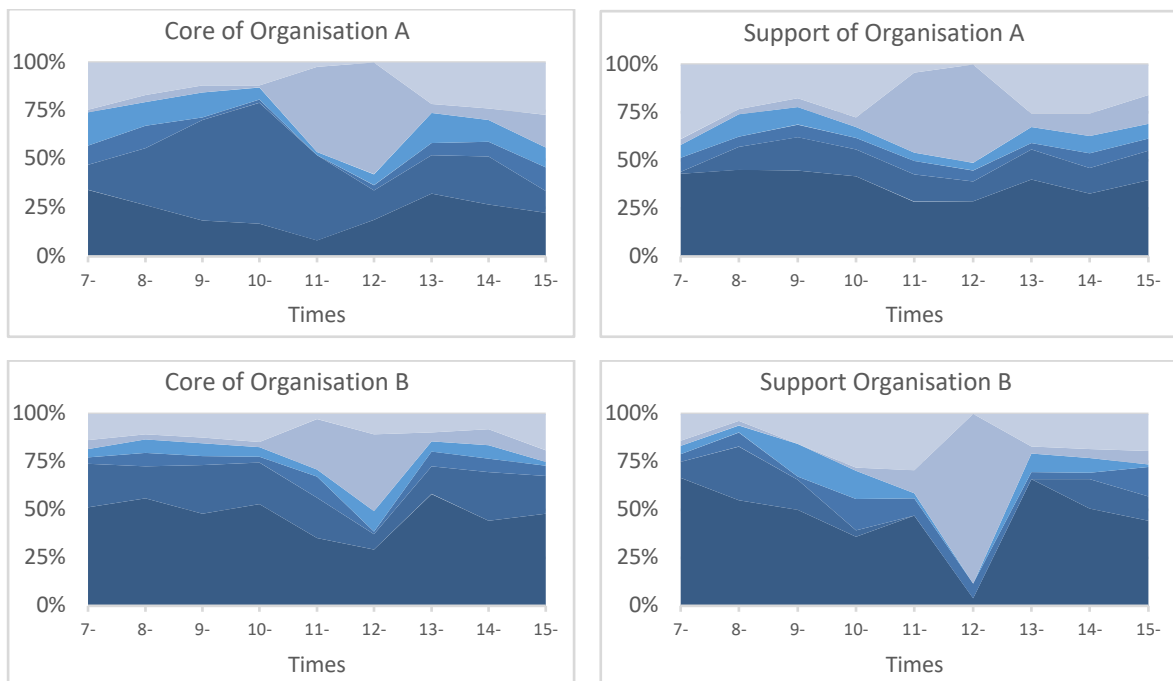 Core of Organisation A
100%
75%
50%
25%
0%
7- 8- 9- 10- 11- 12- 13- 14- 15-
Times
Support of Organisation A
100%
75%
50%
25%
0%
7- 8- 9- 10- 11- 12- 13- 14- 15-
Times
Core of Organisation B
100%
75%
50%
25%
0%
7- 8- 9- 10- 11- 12- 13- 14- 15-
Times
Support Organisation B
100%
75%
50%
25%
0%
7- 8- 9- 10- 11- 12- 13- 14- 15-
Times